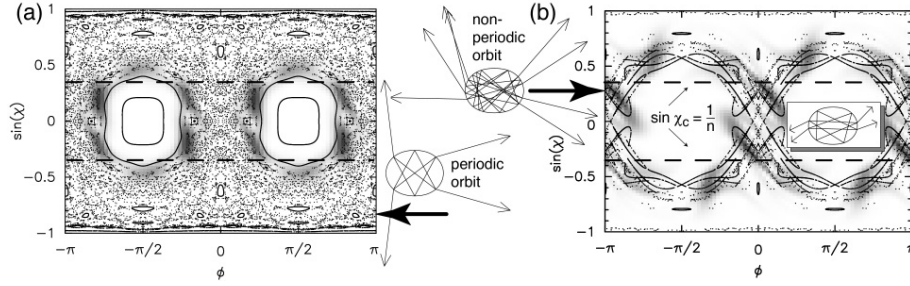 (a)
1
0.5
0
-0.5
-1
sin(χ)
-π
-π/2
0
π/2
π
ϕ
non-
periodic
orbit
periodic
orbit
(b)
1
0.5
0
-0.5
-1
sin(χ)
sin χc = 1/n
-π
-π/2
0
π/2
π
ϕ